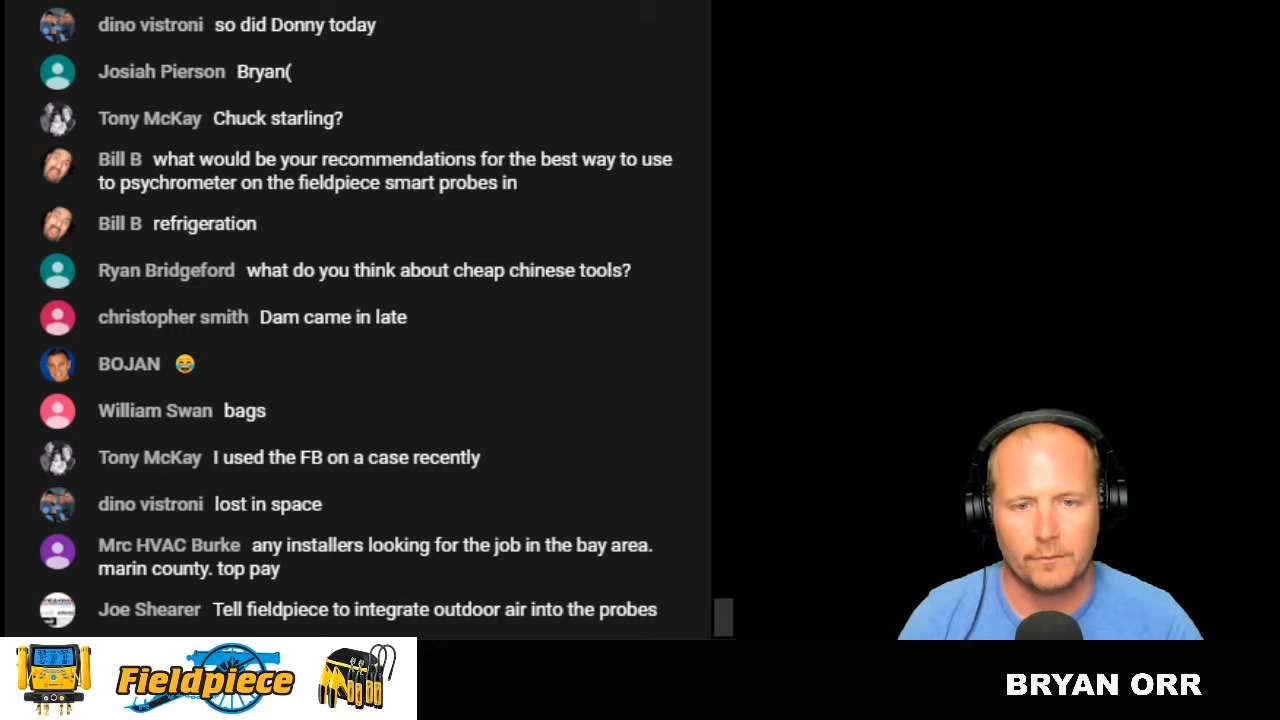 dino vistroni so did Donny today
Josiah Pierson Bryan(
Tony McKay Chuck starling?
Bill B what would be your recommendations for the best way to use
to psychrometer on the fieldpiece smart probes in
Bill B refrigeration
Ryan Bridgeford what do you think about cheap chinese tools?
christopher smith Dam came in late
BOJAN 😂
William Swan bags
Tony McKay I used the FB on a case recently
dino vistroni lost in space
Mrc HVAC Burke any installers looking for the job in the bay area.
marin county. top pay
Joe Shearer Tell fieldpiece to integrate outdoor air into the probes
Fieldpiece
BRYAN ORR